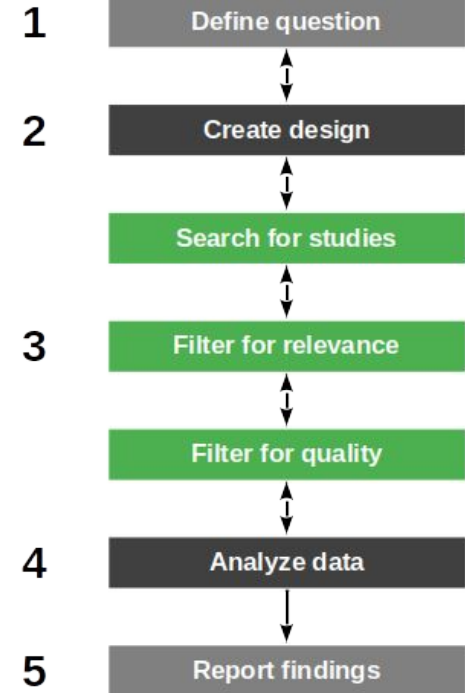 1 Define question
2 Create design
Search for studies
3 Filter for relevance
Filter for quality
4 Analyze data
5 Report findings